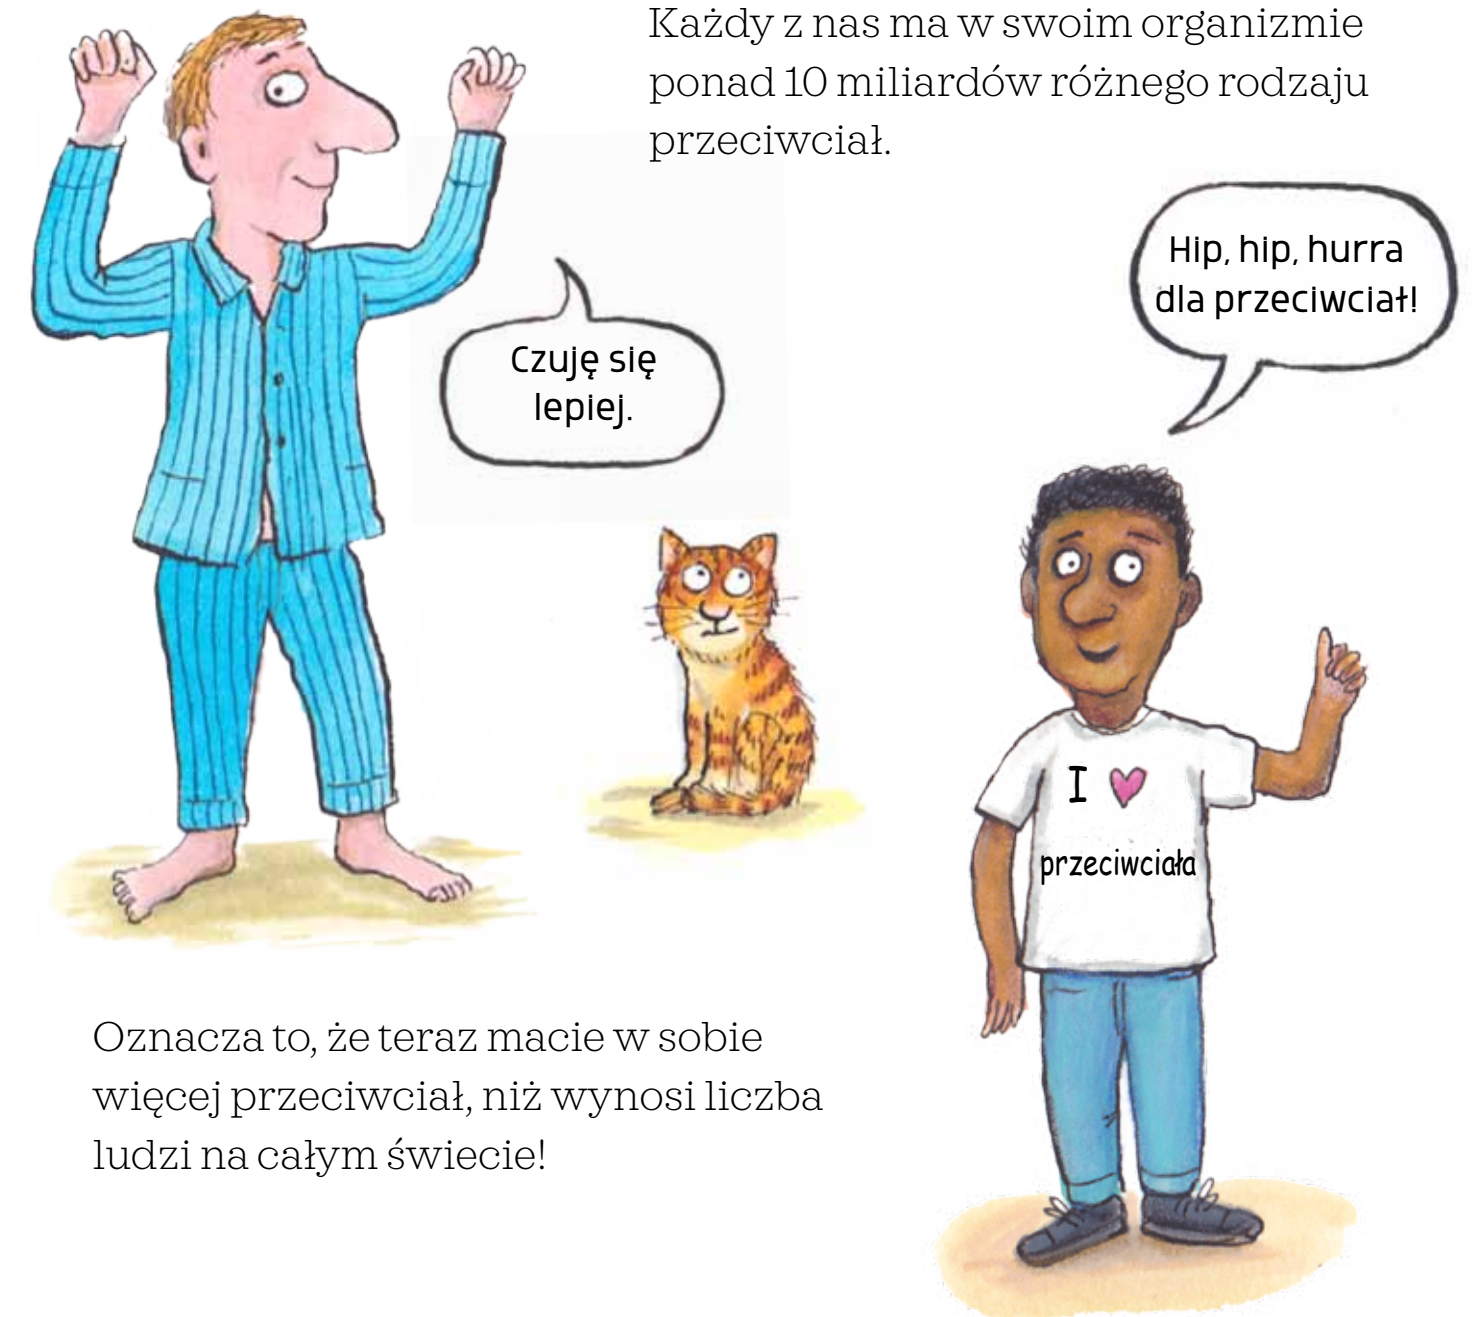 Każdy z nas ma w swoim organizmie
ponad 10 miliardów różnego rodzaju
przeciwciał.
Hip, hip, hurra
dla przeciwciał!
Czuję się
lepiej.
I ♥
przeciwciała
Oznacza to, że teraz macie w sobie
więcej przeciwciał, niż wynosi liczba
ludzi na całym świecie!